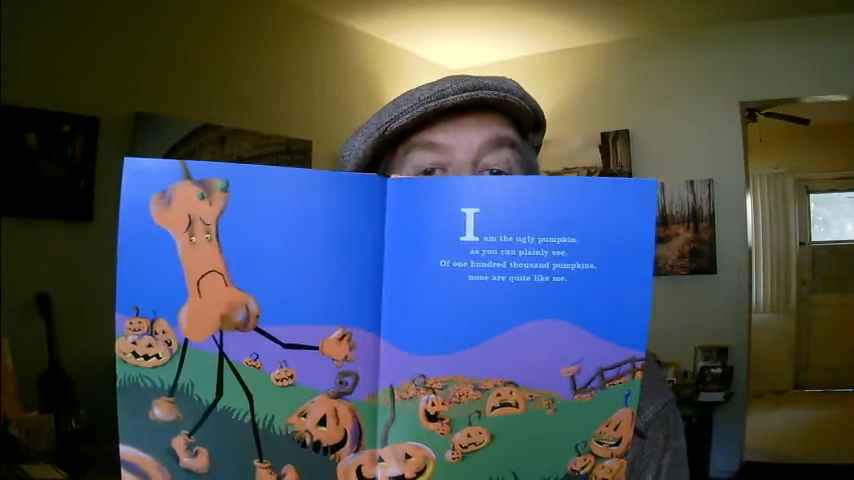 I am the ugly pumpkin,
as you can plainly see.
Of one hundred thousand pumpkins,
none are quite like me.